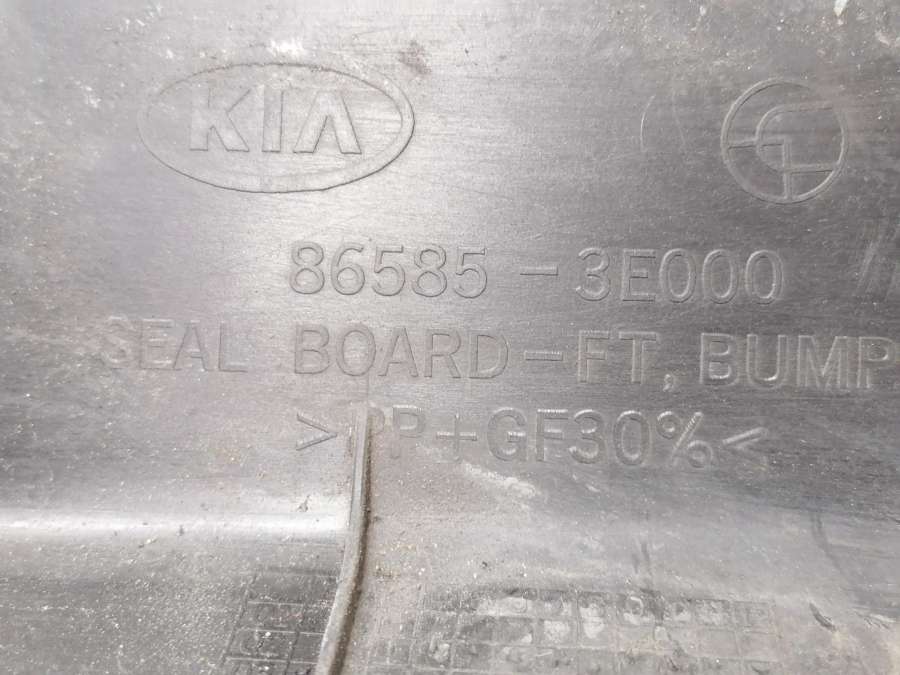 KIA
86585-3E000
SEAL BOARD-FT, BUMP
>PP+GF30%<